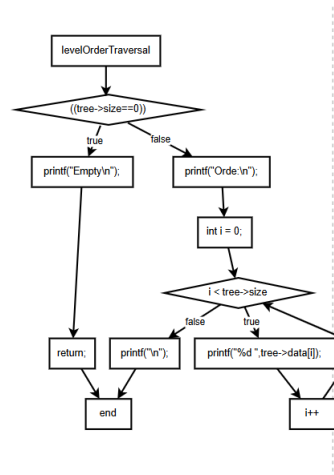 levelOrderTraversal
((tree->size==0))
true
false
printf("Empty\n");
printf("Orde:\n");
int i = 0;
i < tree->size
false
true
return;
printf("\n");
printf("%d ",tree->data[i]);
end
i++